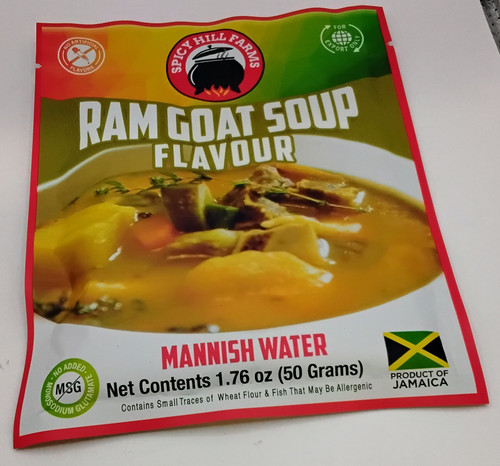 SPICY HILL FARMS
NO ARTIFICIAL
FLAVORS
FOR
EXPORT ONLY
RAM GOAT SOUP
FLAVOUR
MANNISH WATER
NO ADDED
MSG
MONOSODIUM GLUTAMATE
Net Contents 1.76 oz (50 Grams)
Contains Small Traces of Wheat Flour & Fish That May Be Allergenic
PRODUCT OF
JAMAICA